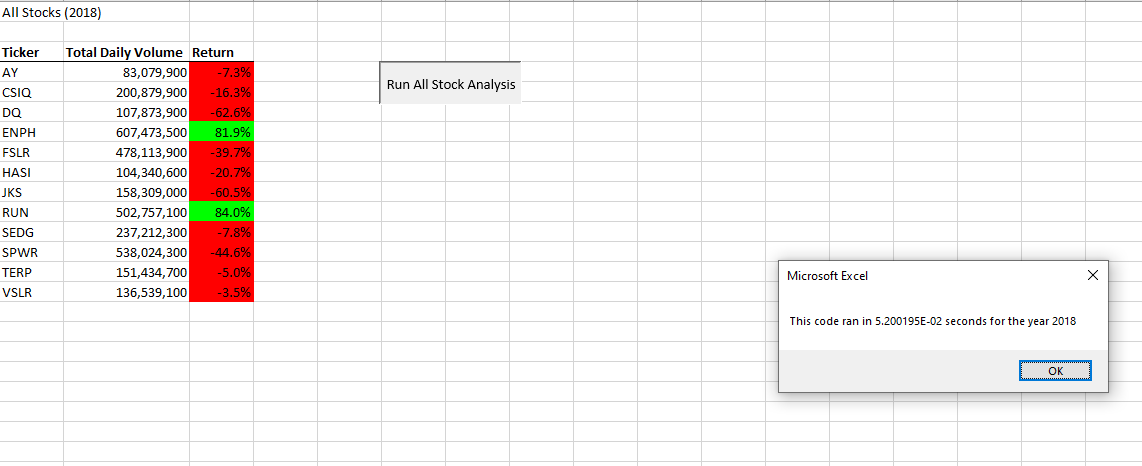 All Stocks (2018)
Ticker Total Daily Volume Return
AY 83,079,900 -7.3%
CSIQ 200,879,900 -16.3%
DQ 107,873,900 -62.6%
ENPH 607,473,500 81.9%
FSLR 478,113,900 -39.7%
HASI 104,340,600 -20.7%
JKS 158,309,000 -60.5%
RUN 502,757,100 84.0%
SEDG 237,212,300 -7.8%
SPWR 538,024,300 -44.6%
TERP 151,434,700 -5.0%
VSLR 136,539,100 -3.5%
Run All Stock Analysis
Microsoft Excel
This code ran in 5.200195E-02 seconds for the year 2018
OK